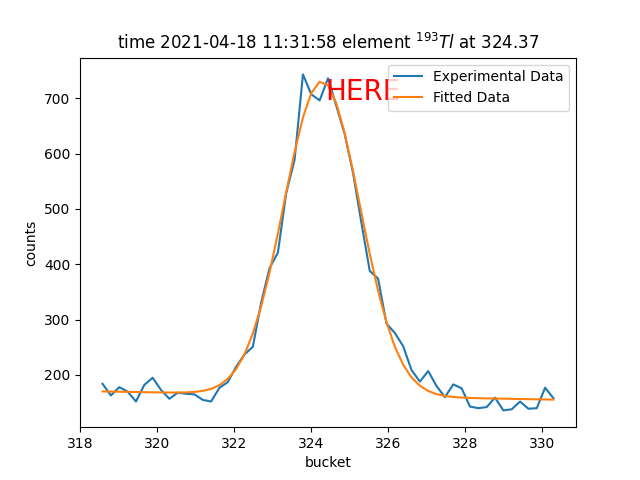 time 2021-04-18 11:31:58 element ¹⁹³Tl at 324.37
HERE
Experimental Data
Fitted Data
counts
700
600
500
400
300
200
318 320 322 324 326 328 330
bucket